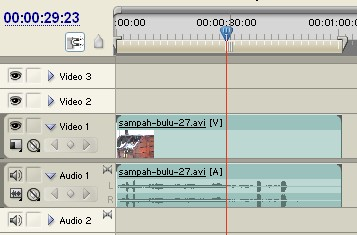 00:00:29:23
:00:00 00:00:30:00 00:01:00:0
Video 3
Video 2
Video 1 sampah-bulu-27.avi [V]
Audio 1 sampah-bulu-27.avi [A]
L
R
Audio 2